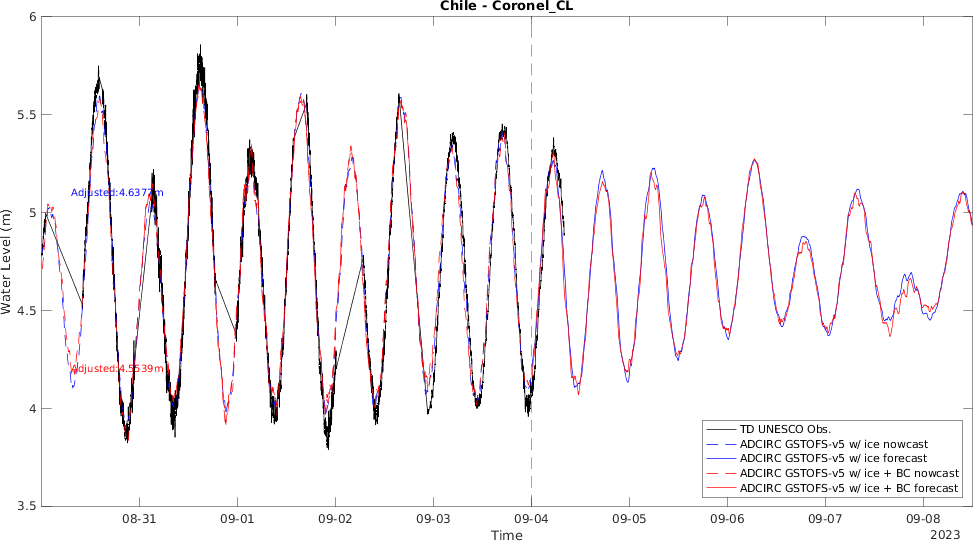 Chile - Coronel_CL
Water Level (m)
6
5.5
5
4.5
4
3.5
Adjusted:4.6377m
Adjusted:4.5539m
TD UNESCO Obs.
ADCIRC GSTOFS-v5 w/ ice nowcast
ADCIRC GSTOFS-v5 w/ ice forecast
ADCIRC GSTOFS-v5 w/ ice + BC nowcast
ADCIRC GSTOFS-v5 w/ ice + BC forecast
08-31 09-01 09-02 09-03 09-04 09-05 09-06 09-07 09-08
Time
2023